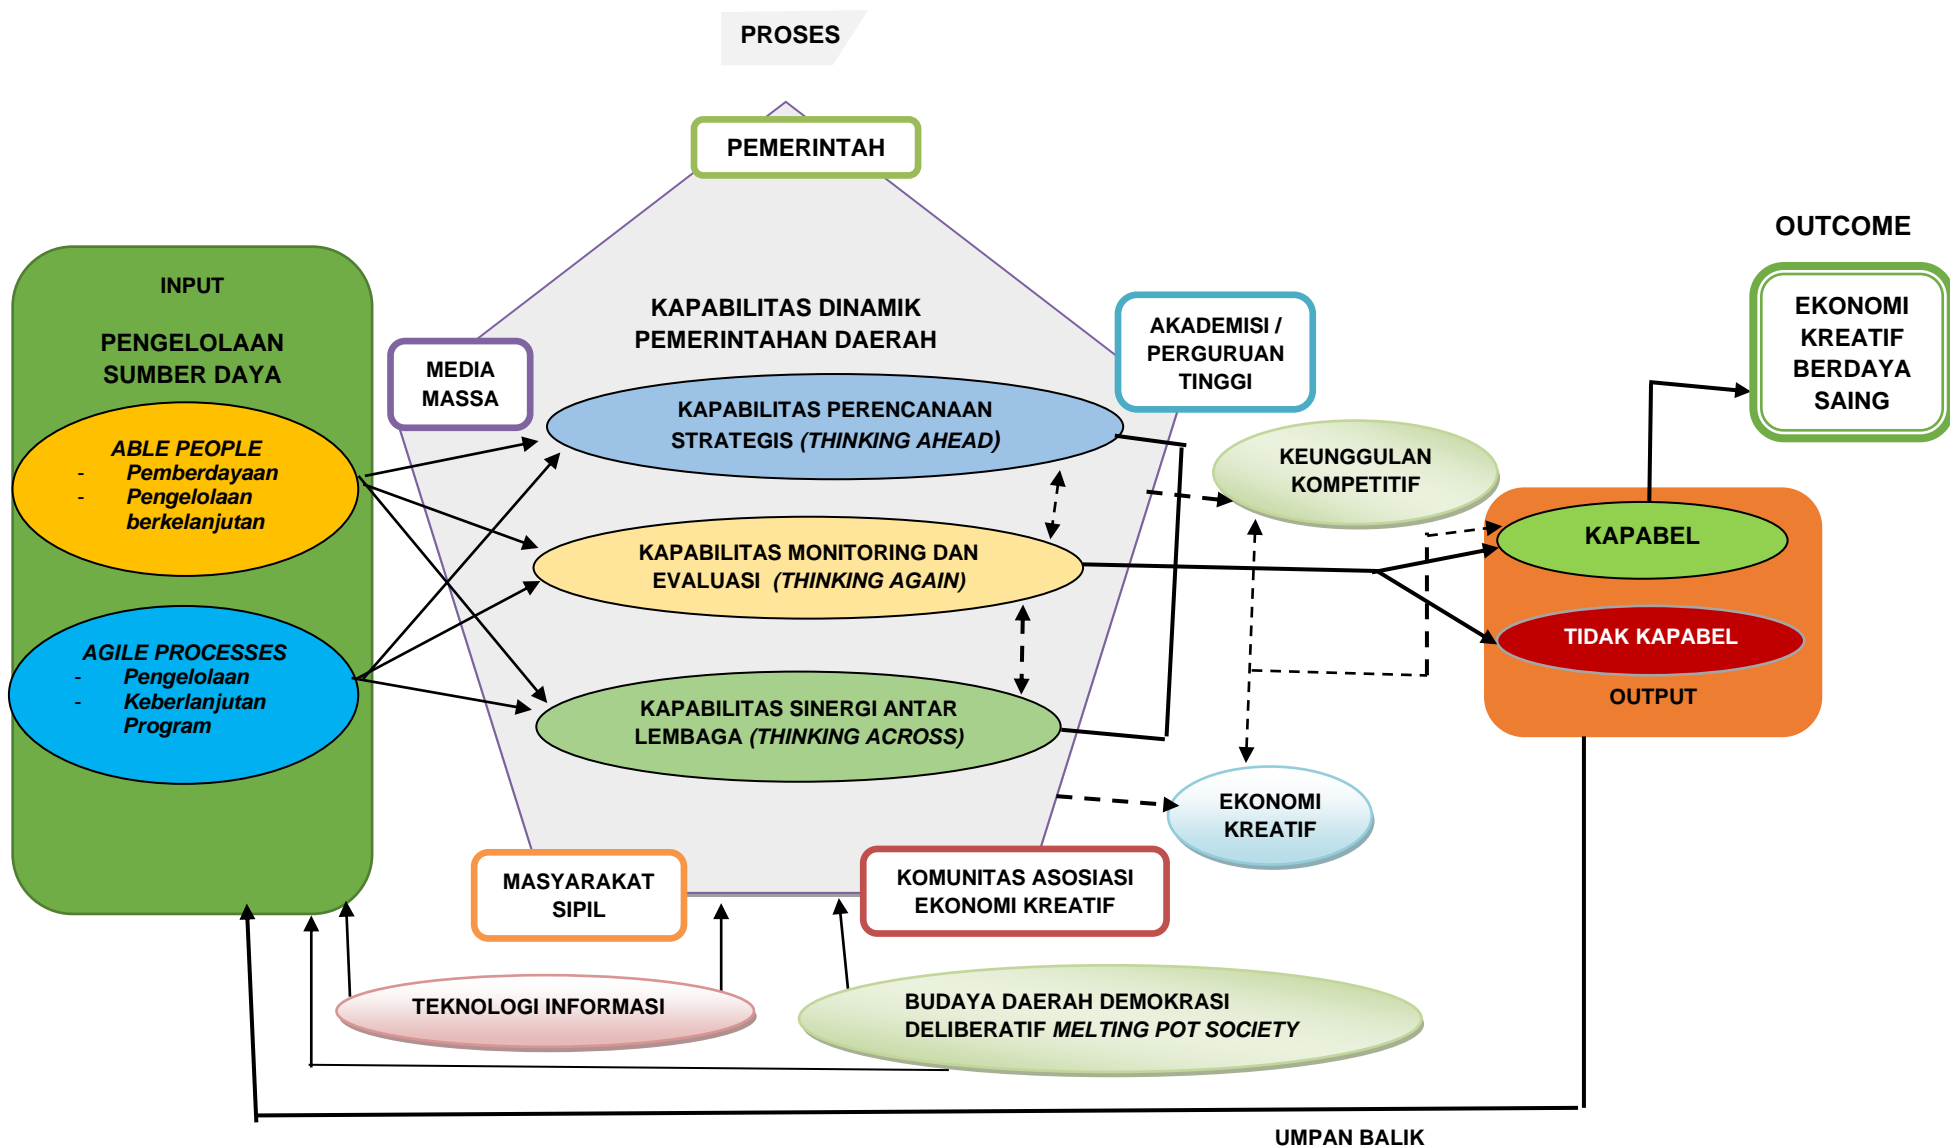 PROSES
PEMERINTAH
OUTCOME
EKONOMI
KREATIF
BERDAYA
SAING
INPUT
PENGELOLAAN
SUMBER DAYA
ABLE PEOPLE
- Pemberdayaan
- Pengelolaan
berkelanjutan
AGILE PROCESSES
- Pengelolaan
- Keberlanjutan
Program
MEDIA
MASSA
KAPABILITAS DINAMIK
PEMERINTAHAN DAERAH
AKADEMISI /
PERGURUAN
TINGGI
KAPABILITAS PERENCANAAN
STRATEGIS (THINKING AHEAD)
KAPABILITAS MONITORING DAN
EVALUASI (THINKING AGAIN)
KAPABILITAS SINERGI ANTAR
LEMBAGA (THINKING ACROSS)
KEUNGGULAN
KOMPETITIF
EKONOMI
KREATIF
KAPABEL
TIDAK KAPABEL
OUTPUT
MASYARAKAT
SIPIL
KOMUNITAS ASOSIASI
EKONOMI KREATIF
TEKNOLOGI INFORMASI
BUDAYA DAERAH DEMOKRASI
DELIBERATIF MELTING POT SOCIETY
UMPAN BALIK